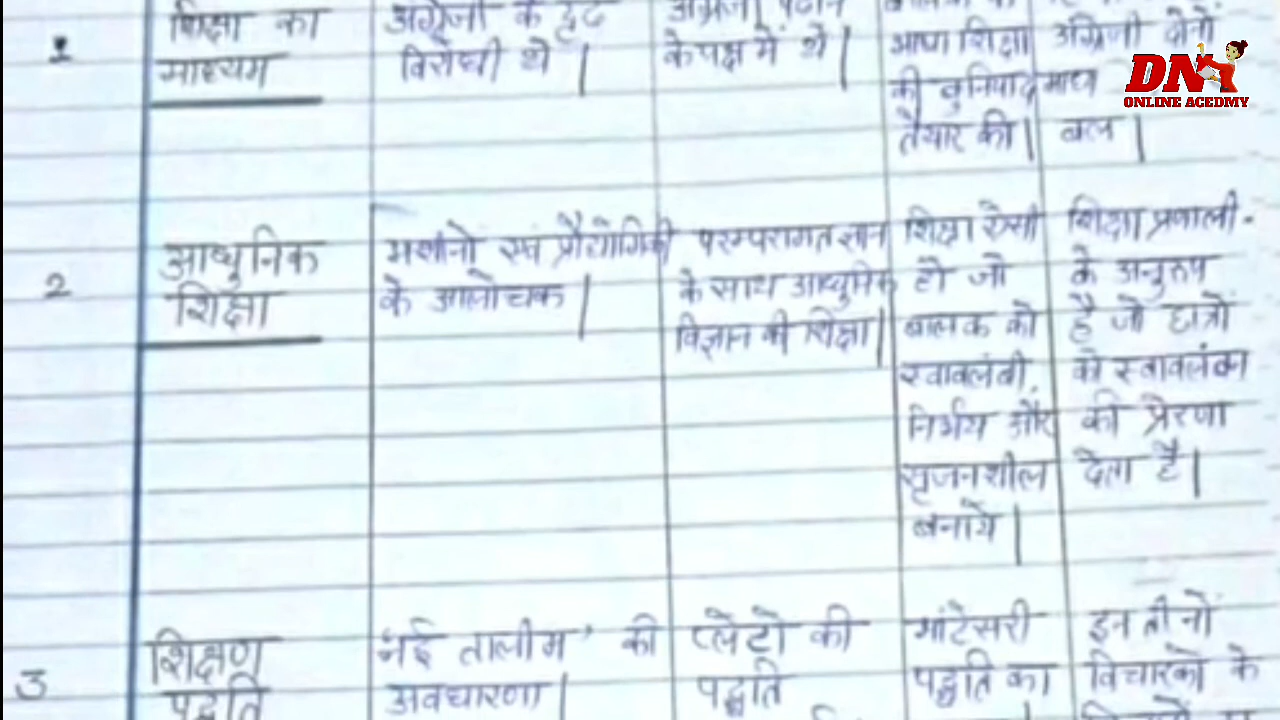 1 शिक्षा का माध्यम
अंग्रेजी के दृढ़
विरोधी थे |
के पक्ष में थे |
भाषा शिक्षा
की बुनियाद
तैयार की |
अंग्रेजी दोनों
बल |
2 आधुनिक
शिक्षा
मशीनों एवं प्रौद्योगिकी
के आलोचक |
परम्परागत ज्ञान
के साथ आधुनिक
विज्ञान की शिक्षा |
शिक्षा ऐसी
हो जो
बालक को
स्वावलंबी,
निर्भय और
सृजनशील
बनाये |
शिक्षा प्रणाली
के अनुरूप
है जो छात्रों
को स्वावलंबन
की प्रेरणा
देता है |
3 शिक्षण
पद्धति
'नई तालीम' की
अवधारणा |
प्लेटो की
पद्धति
मांटेसरी
पद्धति का
इन तीनों
विचारको के
DN
ONLINE ACEDMY